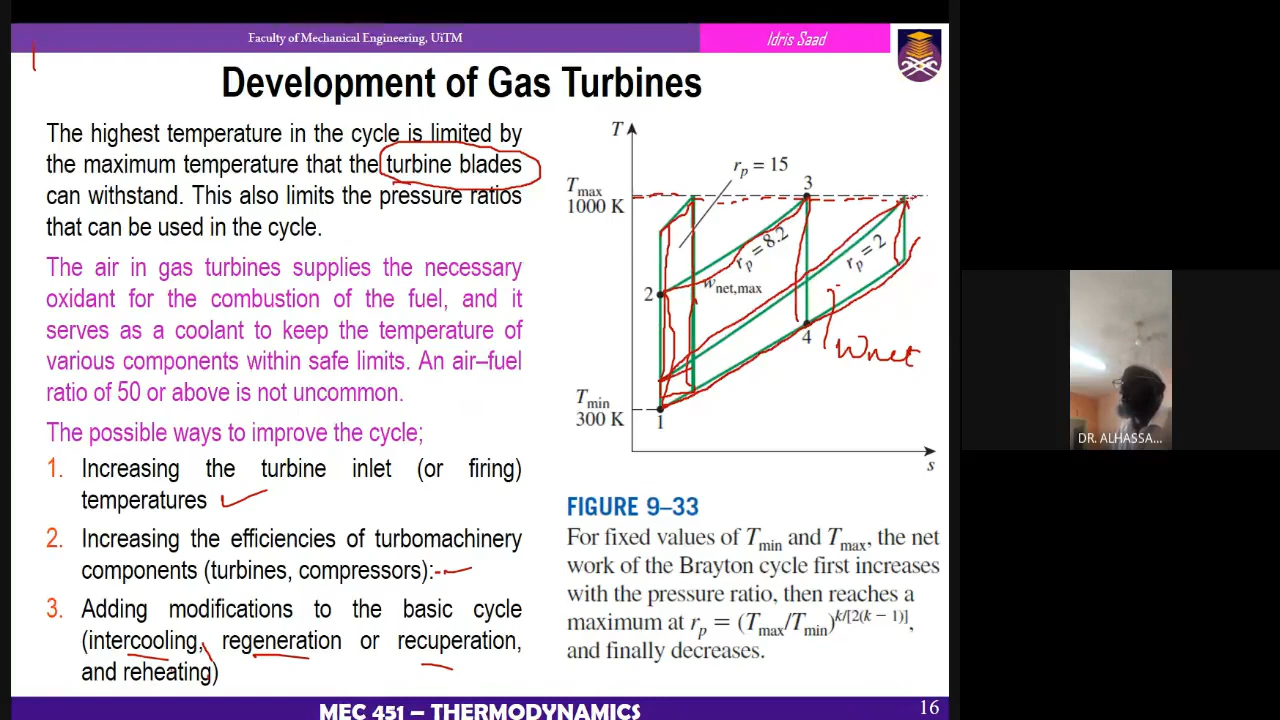 Faculty of Mechanical Engineering, UiTM
Idris Saad
Development of Gas Turbines
The highest temperature in the cycle is limited by
the maximum temperature that the turbine blades
can withstand. This also limits the pressure ratios
that can be used in the cycle.
The air in gas turbines supplies the necessary
oxidant for the combustion of the fuel, and it
serves as a coolant to keep the temperature of
various components within safe limits. An air–fuel
ratio of 50 or above is not uncommon.
The possible ways to improve the cycle;
1. Increasing the turbine inlet (or firing)
temperatures
2. Increasing the efficiencies of turbomachinery
components (turbines, compressors):
3. Adding modifications to the basic cycle
(intercooling, regeneration or recuperation,
and reheating)
T
rp = 15
Tmax
1000 K
3
rp = 8.2
rp = 2
2
wnet,max
4
Wnet
Tmin
300 K
1
s
FIGURE 9–33
For fixed values of Tmin and Tmax, the net
work of the Brayton cycle first increases
with the pressure ratio, then reaches a
maximum at rp = (Tmax/Tmin)^k/[2(k − 1)],
and finally decreases.
MEC 451 – THERMODYNAMICS
16
DR. ALHASSA...